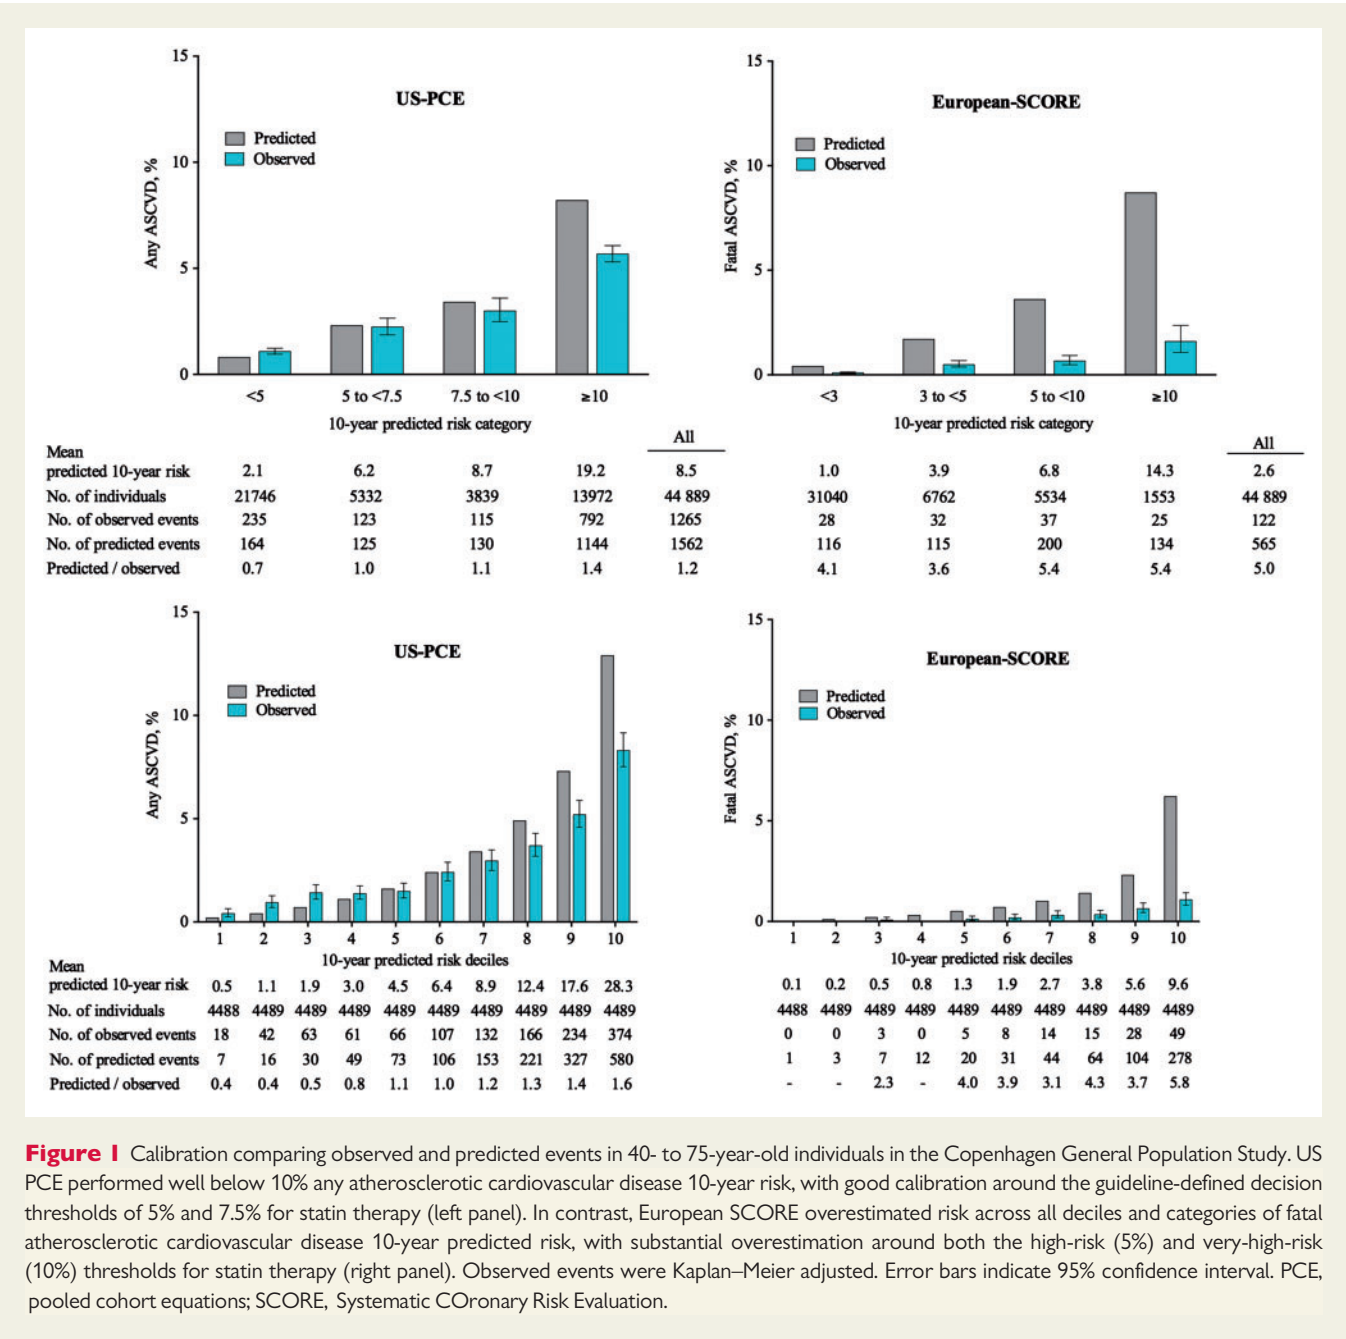 15
US-PCE
Predicted
Observed
10
Any ASCVD, %
5
0
<5 5 to <7.5 7.5 to <10 ≥10
10-year predicted risk category
All
Mean
predicted 10-year risk 2.1 6.2 8.7 19.2 8.5
No. of individuals 21746 5332 3839 13972 44 889
No. of observed events 235 123 115 792 1265
No. of predicted events 164 125 130 1144 1562
Predicted / observed 0.7 1.0 1.1 1.4 1.2
15
European-SCORE
Predicted
Observed
10
Fatal ASCVD, %
5
0
<3 3 to <5 5 to <10 ≥10
10-year predicted risk category
All
1.0 3.9 6.8 14.3 2.6
31040 6762 5534 1553 44 889
28 32 37 25 122
116 115 200 134 565
4.1 3.6 5.4 5.4 5.0
15
US-PCE
Predicted
Observed
10
Any ASCVD, %
5
0
1 2 3 4 5 6 7 8 9 10
10-year predicted risk deciles
Mean
predicted 10-year risk 0.5 1.1 1.9 3.0 4.5 6.4 8.9 12.4 17.6 28.3
No. of individuals 4488 4489 4489 4489 4489 4489 4489 4489 4489 4489
No. of observed events 18 42 63 61 66 107 132 166 234 374
No. of predicted events 7 16 30 49 73 106 153 221 327 580
Predicted / observed 0.4 0.4 0.5 0.8 1.1 1.0 1.2 1.3 1.4 1.6
15
European-SCORE
Predicted
Observed
10
Fatal ASCVD, %
5
0
1 2 3 4 5 6 7 8 9 10
10-year predicted risk deciles
0.1 0.2 0.5 0.8 1.3 1.9 2.7 3.8 5.6 9.6
4488 4489 4489 4489 4489 4489 4489 4489 4489 4489
0 0 3 0 5 8 14 15 28 49
1 3 7 12 20 31 44 64 104 278
- - 2.3 - 4.0 3.9 3.1 4.3 3.7 5.8
Figure 1 Calibration comparing observed and predicted events in 40- to 75-year-old individuals in the Copenhagen General Population Study. US
PCE performed well below 10% any atherosclerotic cardiovascular disease 10-year risk, with good calibration around the guideline-defined decision
thresholds of 5% and 7.5% for statin therapy (left panel). In contrast, European SCORE overestimated risk across all deciles and categories of fatal
atherosclerotic cardiovascular disease 10-year predicted risk, with substantial overestimation around both the high-risk (5%) and very-high-risk
(10%) thresholds for statin therapy (right panel). Observed events were Kaplan–Meier adjusted. Error bars indicate 95% confidence interval. PCE,
pooled cohort equations; SCORE, Systematic COronary Risk Evaluation.